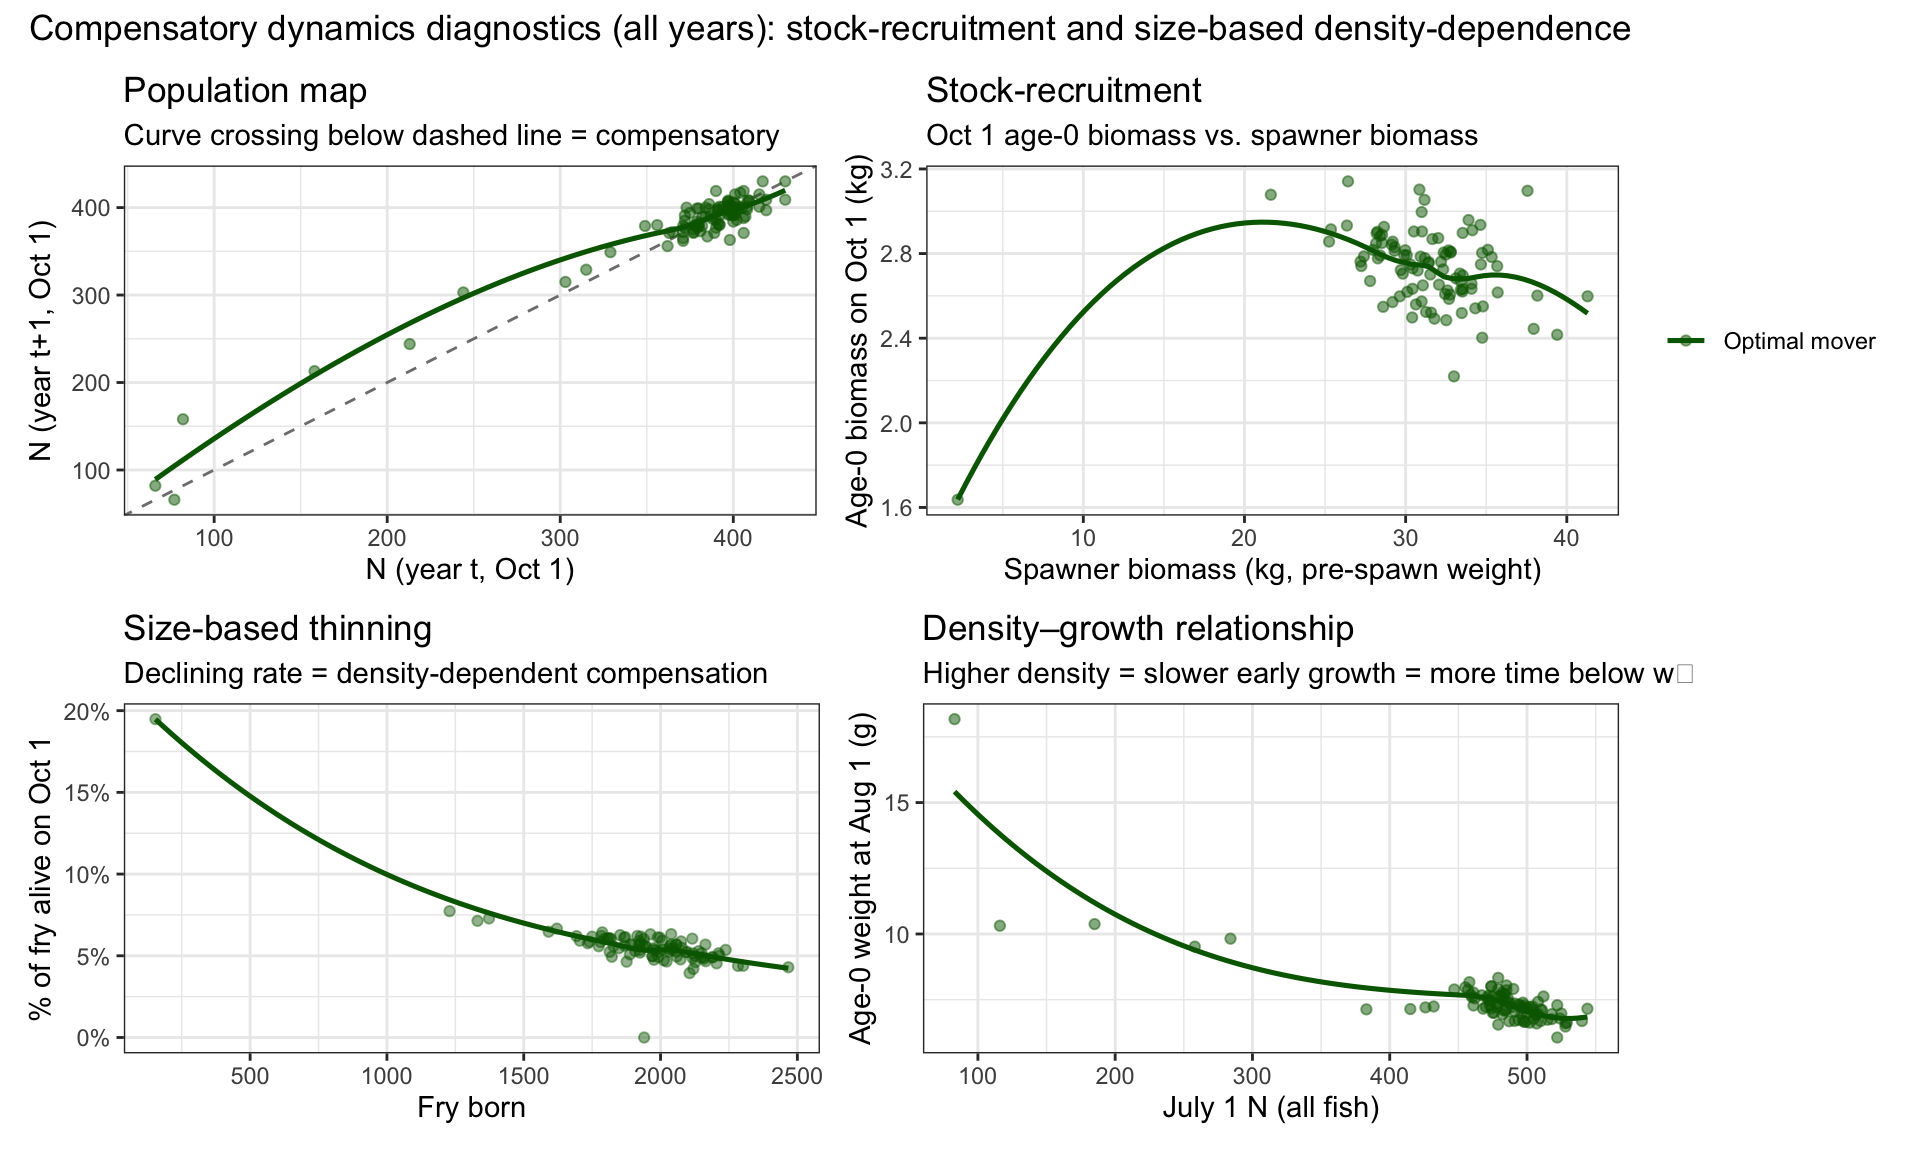 Compensatory dynamics diagnostics (all years): stock-recruitment and size-based density-dependence
Population map
Curve crossing below dashed line = compensatory
N (year t+1, Oct 1)
400
300
200
100
100 200 300 400
N (year t, Oct 1)
Stock-recruitment
Oct 1 age-0 biomass vs. spawner biomass
Age-0 biomass on Oct 1 (kg)
3.2
2.8
2.4
2.0
1.6
10 20 30 40
Spawner biomass (kg, pre-spawn weight)
Optimal mover
Size-based thinning
Declining rate = density-dependent compensation
% of fry alive on Oct 1
20%
15%
10%
5%
0%
500 1000 1500 2000 2500
Fry born
Density–growth relationship
Higher density = slower early growth = more time below w□
Age-0 weight at Aug 1 (g)
15
10
100 200 300 400 500
July 1 N (all fish)